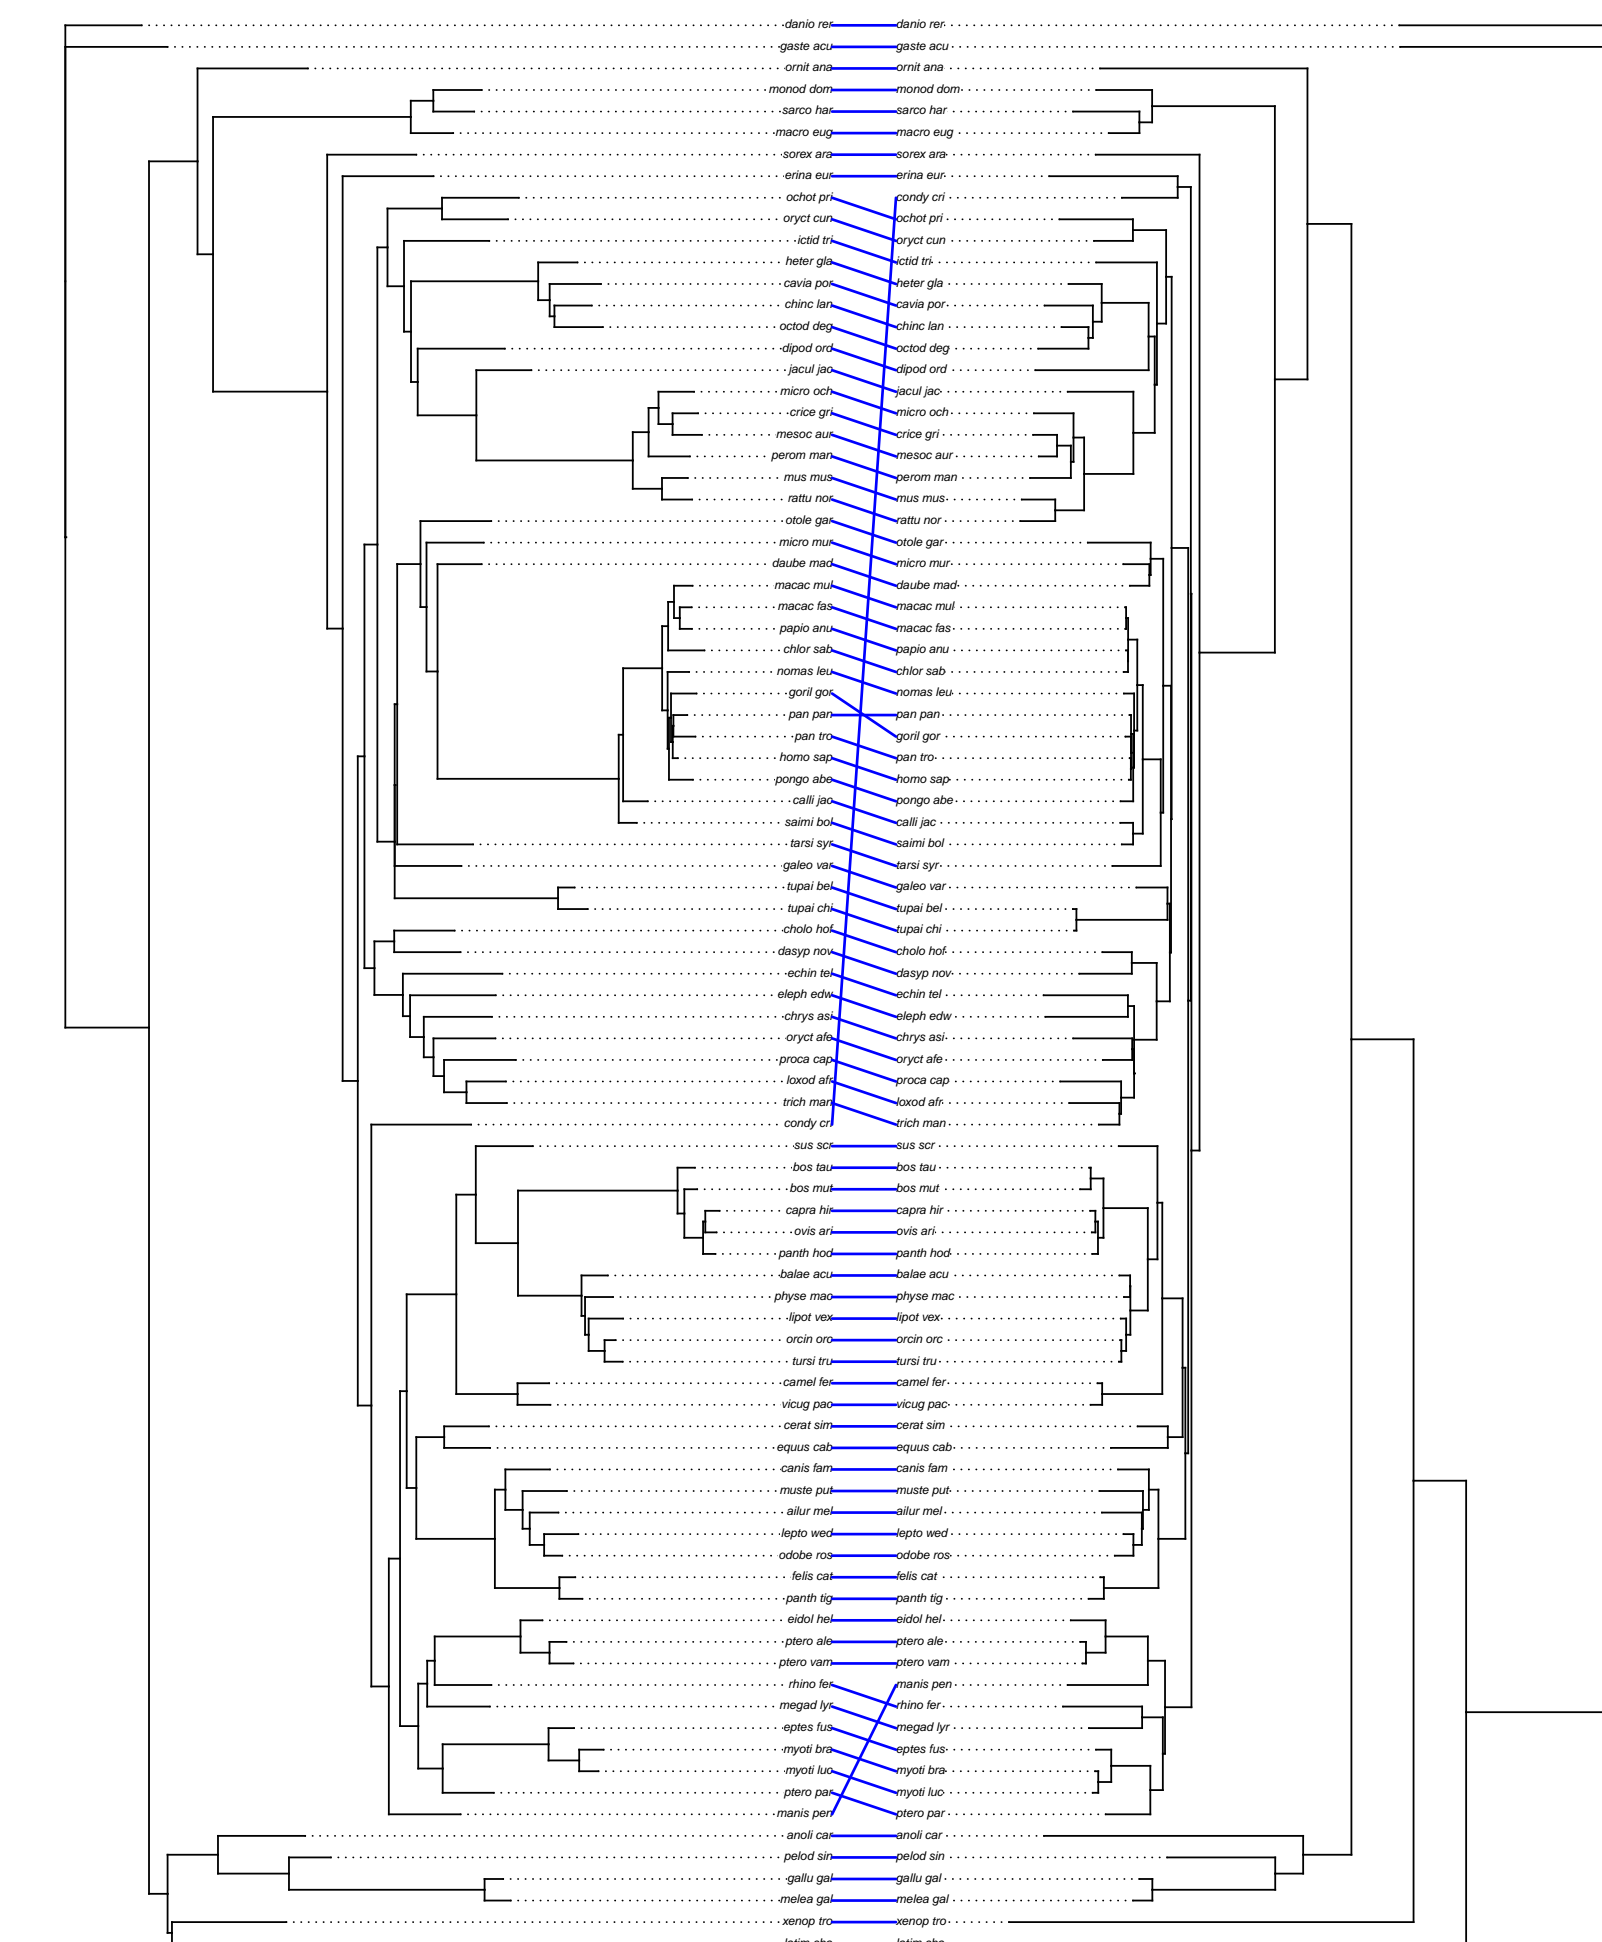 danio rer danio rer
gaste acu gaste acu
ornit ana ornit ana
monod dom monod dom
sarco har sarco har
macro eug macro eug
sorex ara sorex ara
erina eur erina eur
ochot pri condy cri
oryct cun ochot pri
ictid tri oryct cun
heter gla ictid tri
cavia por heter gla
chinc lan cavia por
octod deg chinc lan
dipod ord octod deg
jacul jac dipod ord
micro och jacul jac
crice gri micro och
mesoc aur crice gri
perom man mesoc aur
mus mus perom man
rattu nor mus mus
otole gar rattu nor
micro mur otole gar
daube mad micro mur
macac mul daube mad
macac fas macac mul
papio anu macac fas
chlor sab papio anu
nomas leu chlor sab
goril gor nomas leu
pan pan pan pan
pan tro goril gor
homo sap pan tro
pongo abe homo sap
calli jac pongo abe
saimi bol calli jac
tarsi syr saimi bol
galeo var tarsi syr
tupai bel galeo var
tupai chi tupai bel
cholo hof tupai chi
dasyp nov cholo hof
echin tel dasyp nov
eleph edw echin tel
chrys asi eleph edw
oryct afe chrys asi
proca cap oryct afe
loxod afr proca cap
trich man loxod afr
condy cri trich man
sus scr sus scr
bos tau bos tau
bos mut bos mut
capra hir capra hir
ovis ari ovis ari
panth hod panth hod
balae acu balae acu
physe mac physe mac
lipot vex lipot vex
orcin orc orcin orc
tursi tru tursi tru
camel fer camel fer
vicug pac vicug pac
cerat sim cerat sim
equus cab equus cab
canis fam canis fam
muste put muste put
ailur mel ailur mel
lepto wed lepto wed
odobe ros odobe ros
felis cat felis cat
panth tig panth tig
eidol hel eidol hel
ptero ale ptero ale
ptero vam ptero vam
rhino fer manis pen
megad lyr rhino fer
eptes fus megad lyr
myoti bra eptes fus
myoti luc myoti bra
ptero par myoti luc
manis pen ptero par
anoli car anoli car
pelod sin pelod sin
gallu gal gallu gal
melea gal melea gal
xenop tro xenop tro